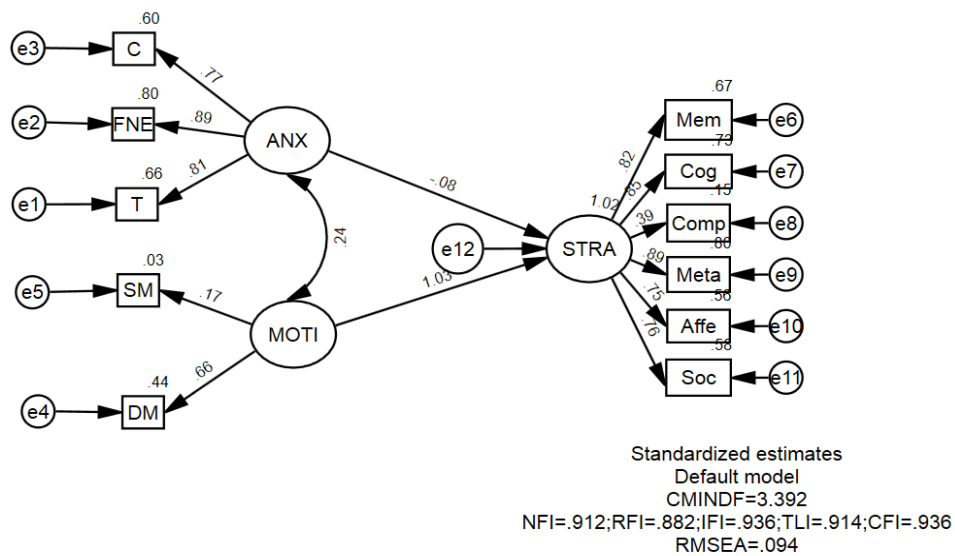 .60
e3
C
.77
.80
e2
FNE
.89
ANX
.66
e1
T
.81
-.08
.24
.03
e5
SM
.17
MOTI
1.03
.44
e4
DM
.66
e12
1.02
STRA
.67
Mem
e6
.82
.73
Cog
e7
.85
.15
Comp
e8
.39
.80
Meta
e9
.89
.56
Affe
e10
.75
.58
Soc
e11
.76
Standardized estimates
Default model
CMINDF=3.392
NFI=.912;RFI=.882;IFI=.936;TLI=.914;CFI=.936
RMSEA=.094